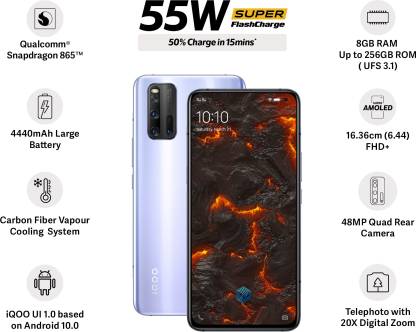 55W SUPER
FlashCharge
50% Charge in 15mins*
Qualcomm®
Snapdragon 865™
4440mAh Large
Battery
Carbon Fiber Vapour
Cooling System
iQOO UI 1.0 based
on Android 10.0
iQOO
10:10
8GB RAM
Up to 256GB ROM
( UFS 3.1)
AMOLED
16.36cm (6.44)
FHD+
48MP Quad Rear
Camera
Telephoto with
20X Digital Zoom